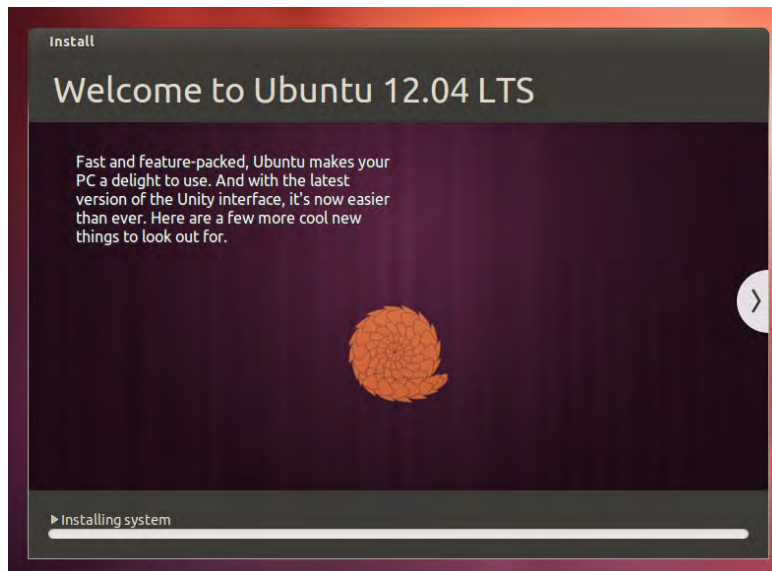 Install
Welcome to Ubuntu 12.04 LTS
Fast and feature-packed, Ubuntu makes your
PC a delight to use. And with the latest
version of the Unity interface, it's now easier
than ever. Here are a few more cool new
things to look out for.
Installing system